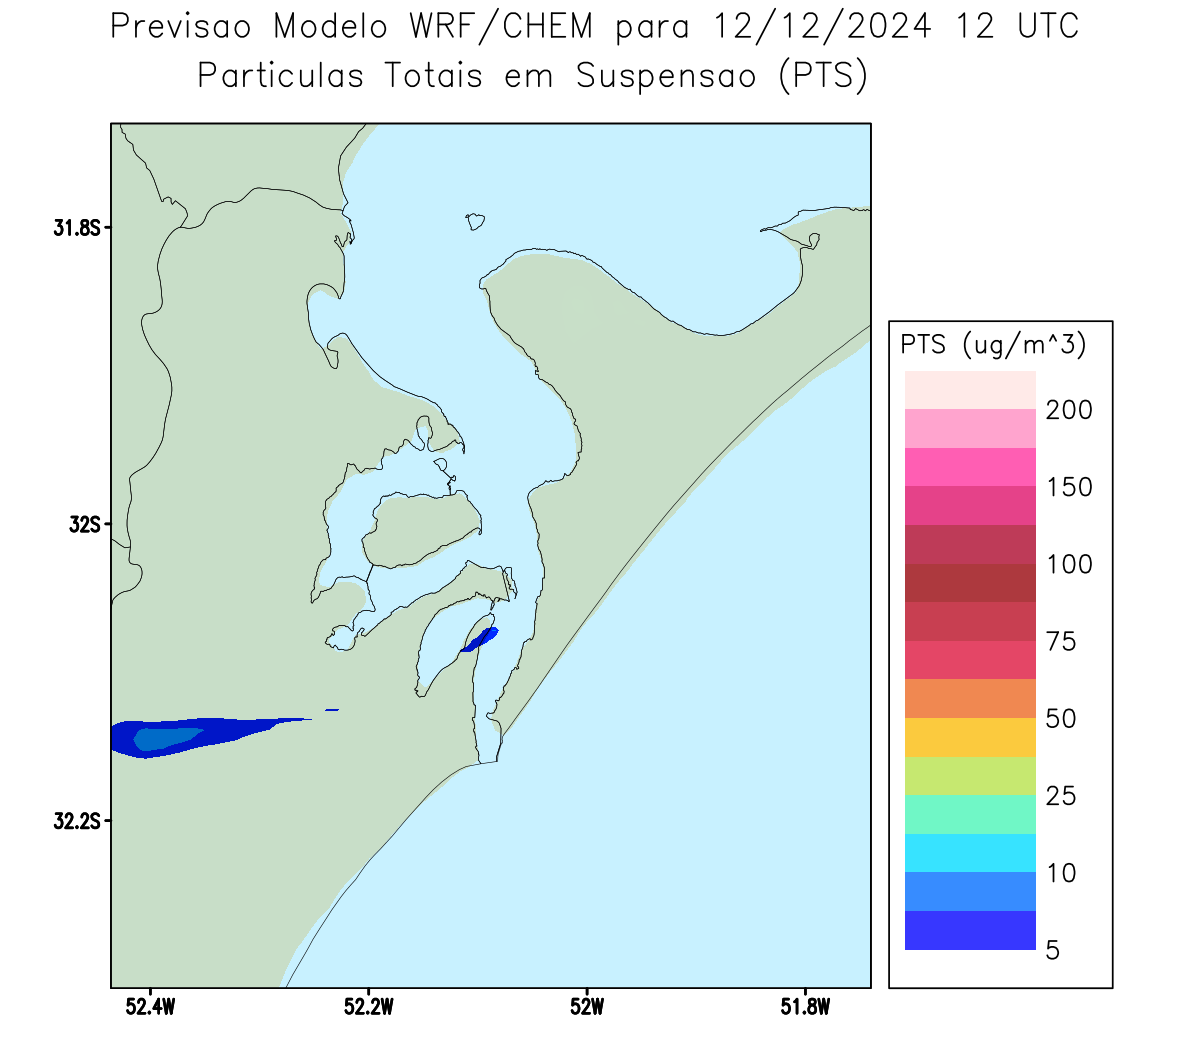 Previsao Modelo WRF/CHEM para 12/12/2024 12 UTC
Particulas Totais em Suspensao (PTS)
31.8S
32S
32.2S
52.4W
52.2W
52W
51.8W
PTS (ug/m^3)
200
150
100
75
50
25
10
5